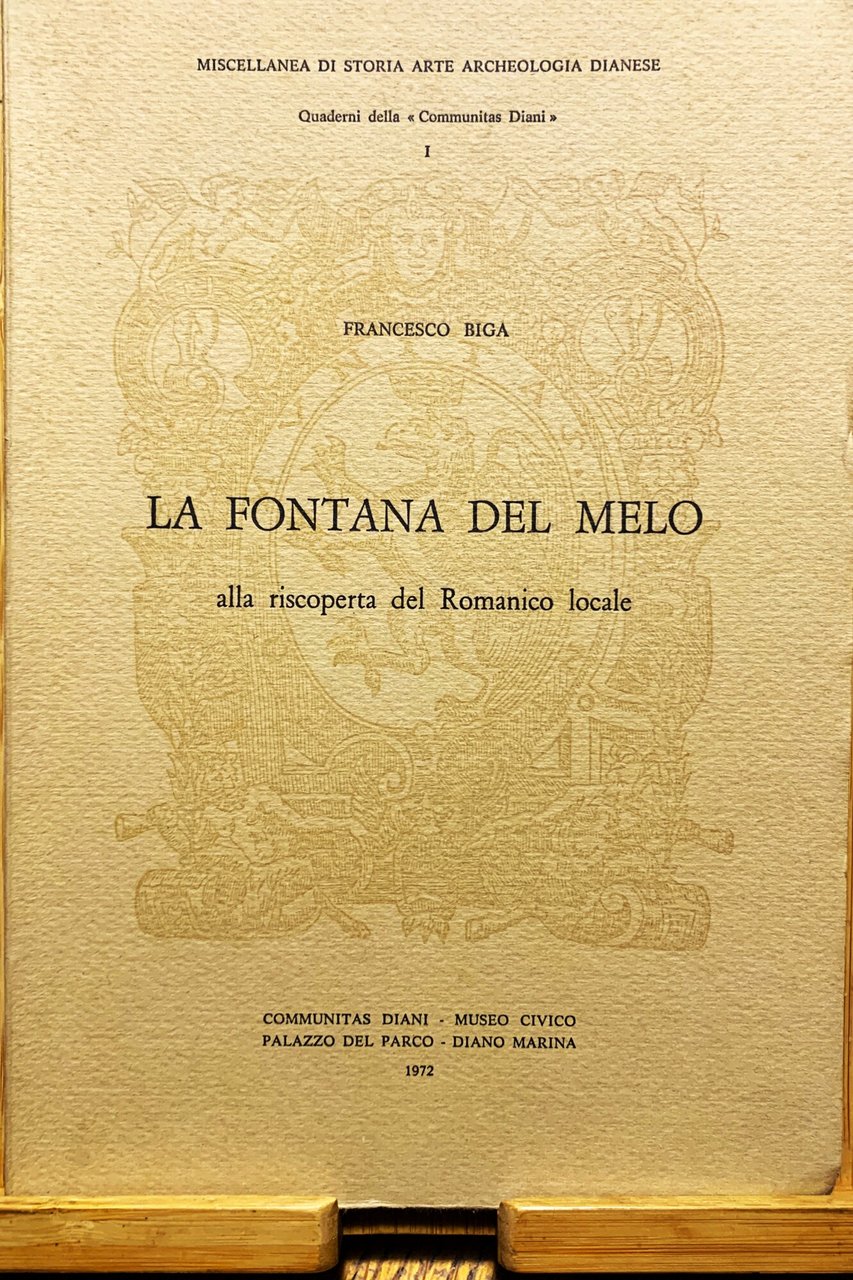 MISCELLANEA DI STORIA ARTE ARCHEOLOGIA DIANESE
Quaderni della « Communitas Diani »
I
FRANCESCO BIGA
LA FONTANA DEL MELO
alla riscoperta del Romanico locale
COMMUNITAS DIANI - MUSEO CIVICO
PALAZZO DEL PARCO - DIANO MARINA
1972